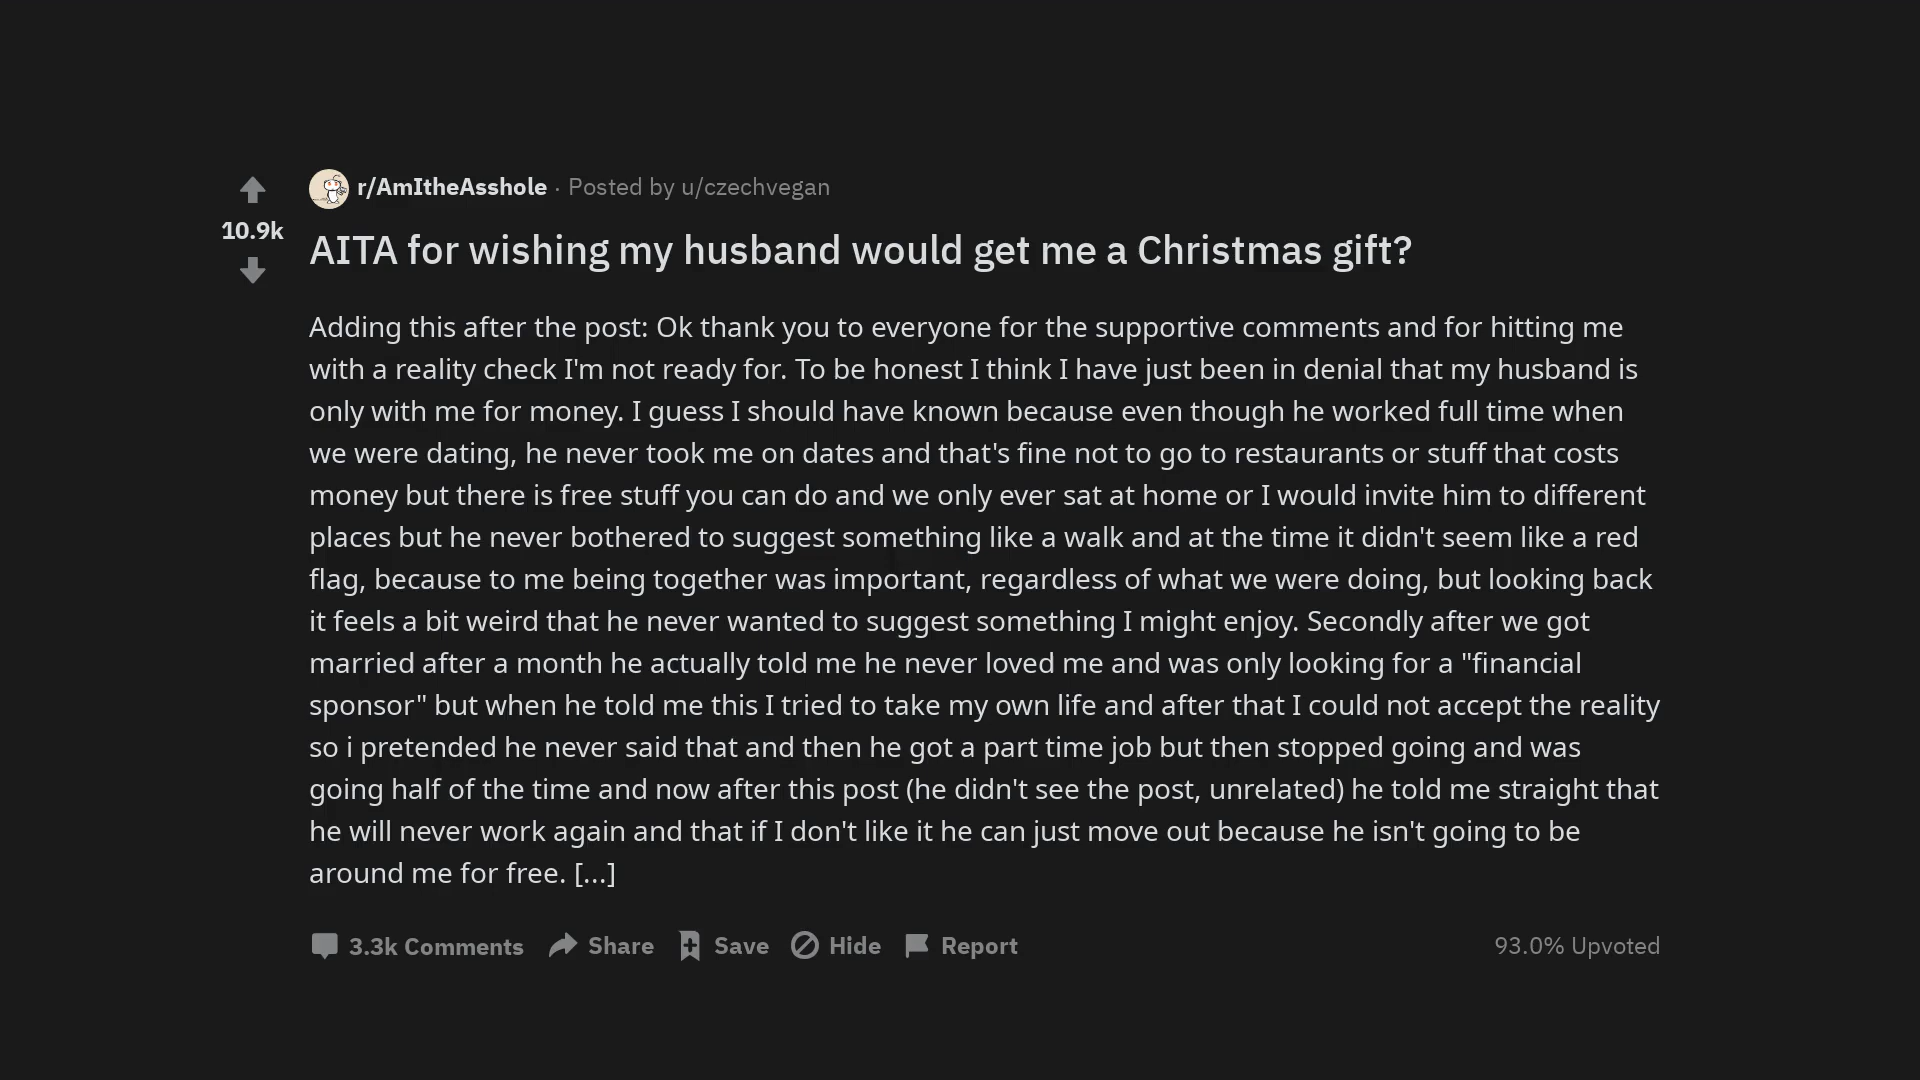 r/AmItheAsshole · Posted by u/czechvegan
10.9k
AITA for wishing my husband would get me a Christmas gift?
Adding this after the post: Ok thank you to everyone for the supportive comments and for hitting me
with a reality check I'm not ready for. To be honest I think I have just been in denial that my husband is
only with me for money. I guess I should have known because even though he worked full time when
we were dating, he never took me on dates and that's fine not to go to restaurants or stuff that costs
money but there is free stuff you can do and we only ever sat at home or I would invite him to different
places but he never bothered to suggest something like a walk and at the time it didn't seem like a red
flag, because to me being together was important, regardless of what we were doing, but looking back
it feels a bit weird that he never wanted to suggest something I might enjoy. Secondly after we got
married after a month he actually told me he never loved me and was only looking for a "financial
sponsor" but when he told me this I tried to take my own life and after that I could not accept the reality
so i pretended he never said that and then he got a part time job but then stopped going and was
going half of the time and now after this post (he didn't see the post, unrelated) he told me straight that
he will never work again and that if I don't like it he can just move out because he isn't going to be
around me for free. [...]
3.3k Comments Share Save Hide Report 93.0% Upvoted